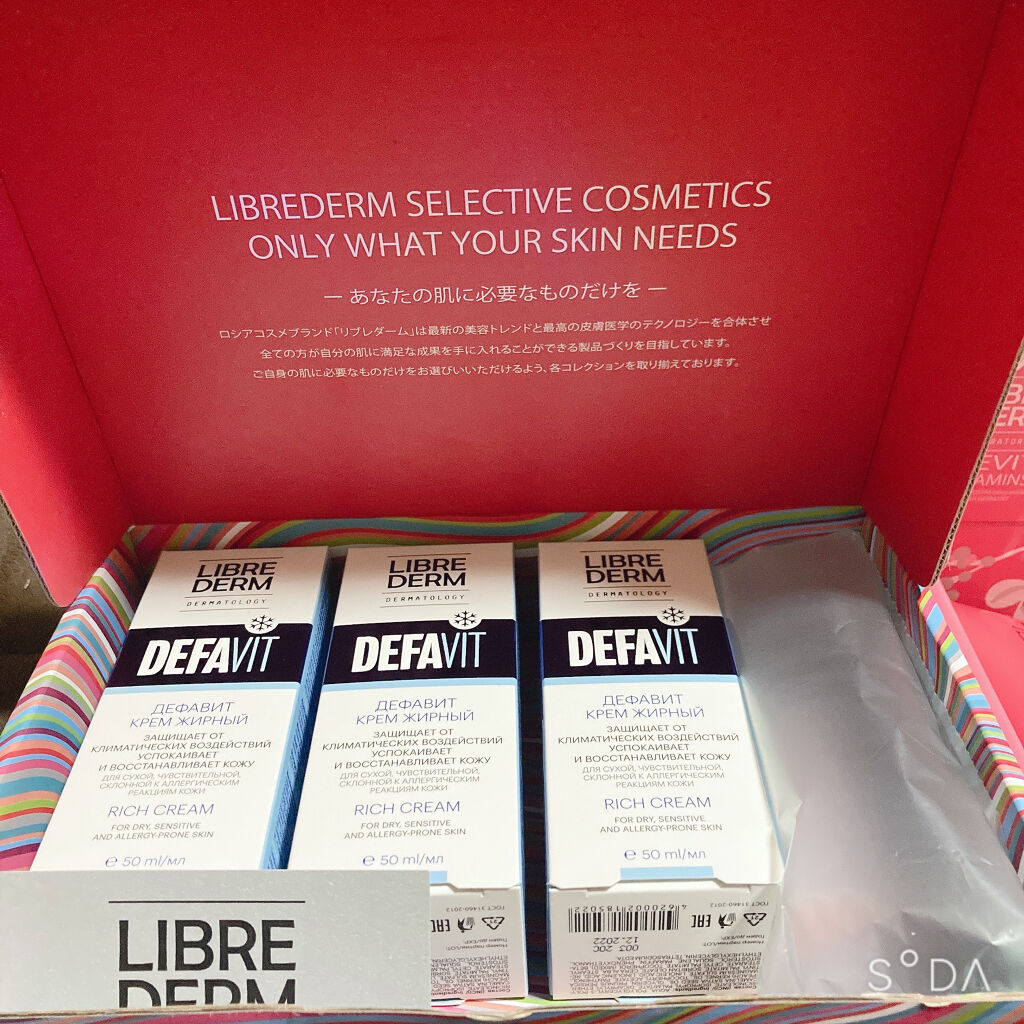 LIBREDERM SELECTIVE COSMETICS
ONLY WHAT YOUR SKIN NEEDS
— あなたの肌に必要なものだけを —
ロシアコスメブランド「リブレダーム」は最新の美容トレンドと最高の皮膚医学のテクノロジーを合体させ
全ての方が自分の肌に満足な成果を手に入れることができる製品づくりを目指しています。
ご自身の肌に必要なものだけをお選びいただけるよう、各コレクションを取り揃えております。
LIBRE
DERM
DERMATOLOGY
DEFAVIT
ДЕФАВИТ
КРЕМ ЖИРНЫЙ
ЗАЩИЩАЕТ ОТ
КЛИМАТИЧЕСКИХ ВОЗДЕЙСТВИЙ
УСПОКАИВАЕТ
И ВОССТАНАВЛИВАЕТ КОЖУ
ДЛЯ СУХОЙ, ЧУВСТВИТЕЛЬНОЙ,
СКЛОННОЙ К АЛЛЕРГИЧЕСКИМ
РЕАКЦИЯМ КОЖИ
RICH CREAM
FOR DRY, SENSITIVE
AND ALLERGY-PRONE SKIN
℮ 50 ml/мл
LIBRE
DERM
DERMATOLOGY
DEFAVIT
ДЕФАВИТ
КРЕМ ЖИРНЫЙ
ЗАЩИЩАЕТ ОТ
КЛИМАТИЧЕСКИХ ВОЗДЕЙСТВИЙ
УСПОКАИВАЕТ
И ВОССТАНАВЛИВАЕТ КОЖУ
ДЛЯ СУХОЙ, ЧУВСТВИТЕЛЬНОЙ,
СКЛОННОЙ К АЛЛЕРГИЧЕСКИМ
РЕАКЦИЯМ КОЖИ
RICH CREAM
FOR DRY, SENSITIVE
AND ALLERGY-PRONE SKIN
℮ 50 ml/мл
LIBRE
DERM
DERMATOLOGY
DEFAVIT
ДЕФАВИТ
КРЕМ ЖИРНЫЙ
ЗАЩИЩАЕТ ОТ
КЛИМАТИЧЕСКИХ ВОЗДЕЙСТВИЙ
УСПОКАИВАЕТ
И ВОССТАНАВЛИВАЕТ КОЖУ
ДЛЯ СУХОЙ, ЧУВСТВИТЕЛЬНОЙ,
СКЛОННОЙ К АЛЛЕРГИЧЕСКИМ
РЕАКЦИЯМ КОЖИ
RICH CREAM
FOR DRY, SENSITIVE
AND ALLERGY-PRONE SKIN
℮ 50 ml/мл
ГОСТ 31460-2012
EAC
ГОСТ 31460-2012
EAC
4620002185022
003 20C
12.2022
LIBRE
DERM
SODA